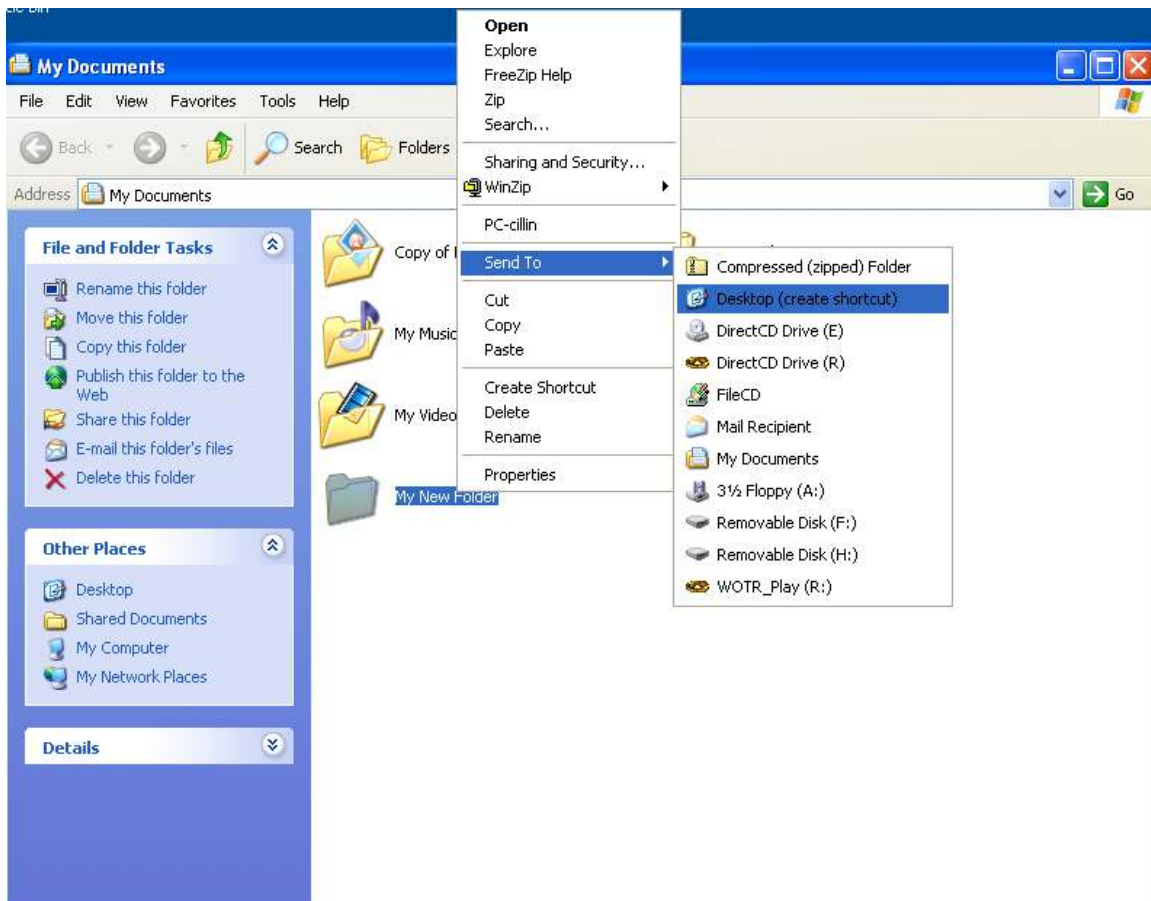 My Documents
File Edit View Favorites Tools Help
Back Search Folders
Address My Documents Go
File and Folder Tasks
Rename this folder
Move this folder
Copy this folder
Publish this folder to the
Web
Share this folder
E-mail this folder's files
Delete this folder
Other Places
Desktop
Shared Documents
My Computer
My Network Places
Details
Copy of
My Music
My Video
My New Folder
Open
Explore
FreeZip Help
Zip
Search...
Sharing and Security...
WinZip
PC-cillin
Send To
Cut
Copy
Paste
Create Shortcut
Delete
Rename
Properties
Compressed (zipped) Folder
Desktop (create shortcut)
DirectCD Drive (E)
DirectCD Drive (R)
FileCD
Mail Recipient
My Documents
3½ Floppy (A:)
Removable Disk (F:)
Removable Disk (H:)
WOTR_Play (R:)